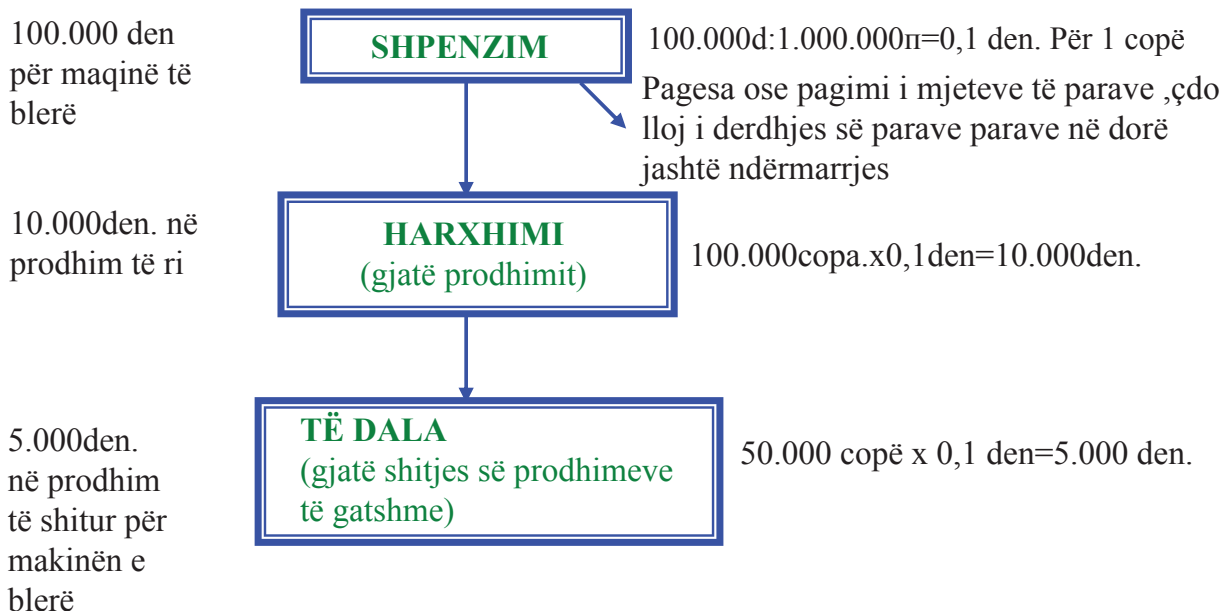 100.000 den
për maqinë të
blerë
SHPENZIM
100.000d:1.000.000п=0,1 den. Për 1 copë
Pagesa ose pagimi i mjeteve të parave ,çdo
lloj i derdhjes së parave parave në dorë
jashtë ndërmarrjes
10.000den. në
prodhim të ri
HARXHIMI
(gjatë prodhimit)
100.000copa.x0,1den=10.000den.
5.000den.
në prodhim
të shitur për
makinën e
blerë
TË DALA
(gjatë shitjes së prodhimeve
të gatshme)
50.000 copë x 0,1 den=5.000 den.